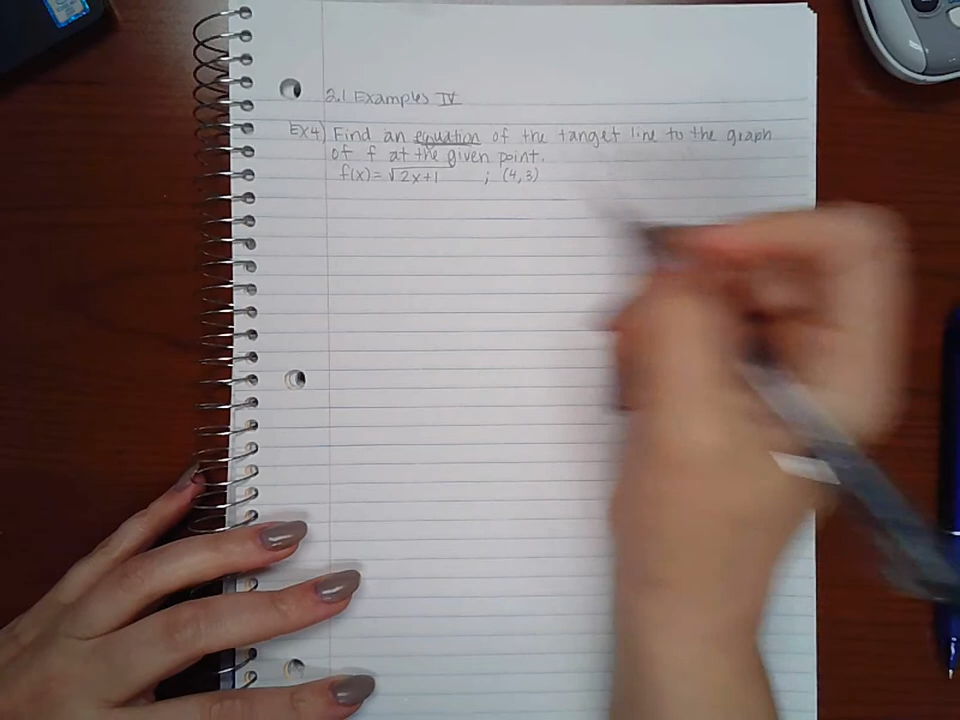 2.1 Examples IV
Ex4) Find an equation of the tanget line to the graph
of f at the given point.
f(x)= √2x+1 ; (4,3)